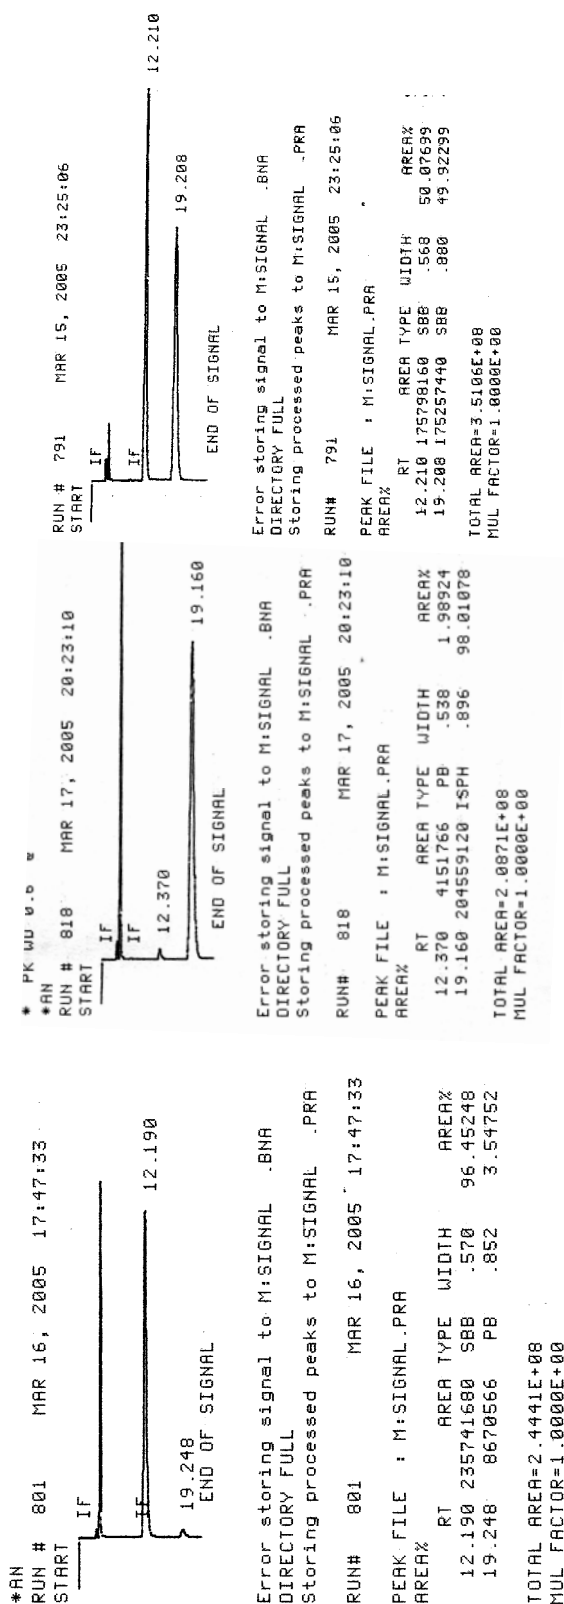 RUN # 791 MAR 15, 2005 23:25:06
START
IF
IF
12.210
19.208
END OF SIGNAL
Error storing signal to M:SIGNAL .BNA
DIRECTORY FULL
Storing processed peaks to M:SIGNAL .PRA
RUN# 791 MAR 15, 2005 23:25:06
PEAK FILE : M:SIGNAL.PRA
AREA%
RT AREA TYPE WIDTH AREA%
12.210 175798160 SBB .568 50.07699
19.208 175257440 SBB .880 49.92299
TOTAL AREA=3.5106E+08
MUL FACTOR=1.0000E+00
* PK WD
*AN
RUN # 818 MAR 17, 2005 20:23:10
START
IF
IF
12.370
19.160
END OF SIGNAL
Error storing signal to M:SIGNAL .BNA
DIRECTORY FULL
Storing processed peaks to M:SIGNAL .PRA
RUN# 818 MAR 17, 2005 20:23:10
PEAK FILE : M:SIGNAL.PRA
AREA%
RT AREA TYPE WIDTH AREA%
12.370 4151766 PB .538 1.98924
19.160 204559120 ISPH .896 98.01078
TOTAL AREA=2.0871E+08
MUL FACTOR=1.0000E+00
*AN
RUN # 801 MAR 16, 2005 17:47:33
START
IF
IF
12.190
19.248
END OF SIGNAL
Error storing signal to M:SIGNAL .BNA
DIRECTORY FULL
Storing processed peaks to M:SIGNAL .PRA
RUN# 801 MAR 16, 2005 17:47:33
PEAK FILE : M:SIGNAL.PRA
AREA%
RT AREA TYPE WIDTH AREA%
12.190 235741680 SBB .570 96.45248
19.248 8670566 PB .852 3.54752
TOTAL AREA=2.4441E+08
MUL FACTOR=1.0000E+00